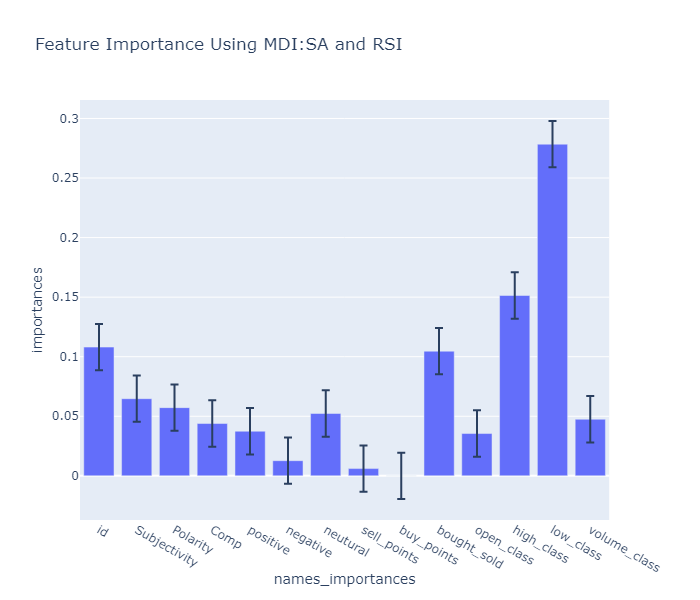 Feature Importance Using MDI:SA and RSI
importances
0.3
0.25
0.2
0.15
0.1
0.05
0
id
Subjectivity
Polarity
Comp
positive
negative
neutural
sell_points
buy_points
bought_sold
open_class
high_class
low_class
volume_class
names_importances